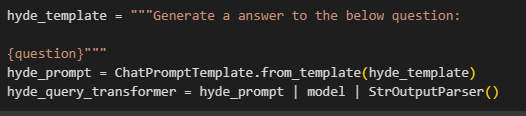 hyde_template = """Generate a answer to the below question:

{question}"""
hyde_prompt = ChatPromptTemplate.from_template(hyde_template)
hyde_query_transformer = hyde_prompt | model | StrOutputParser()